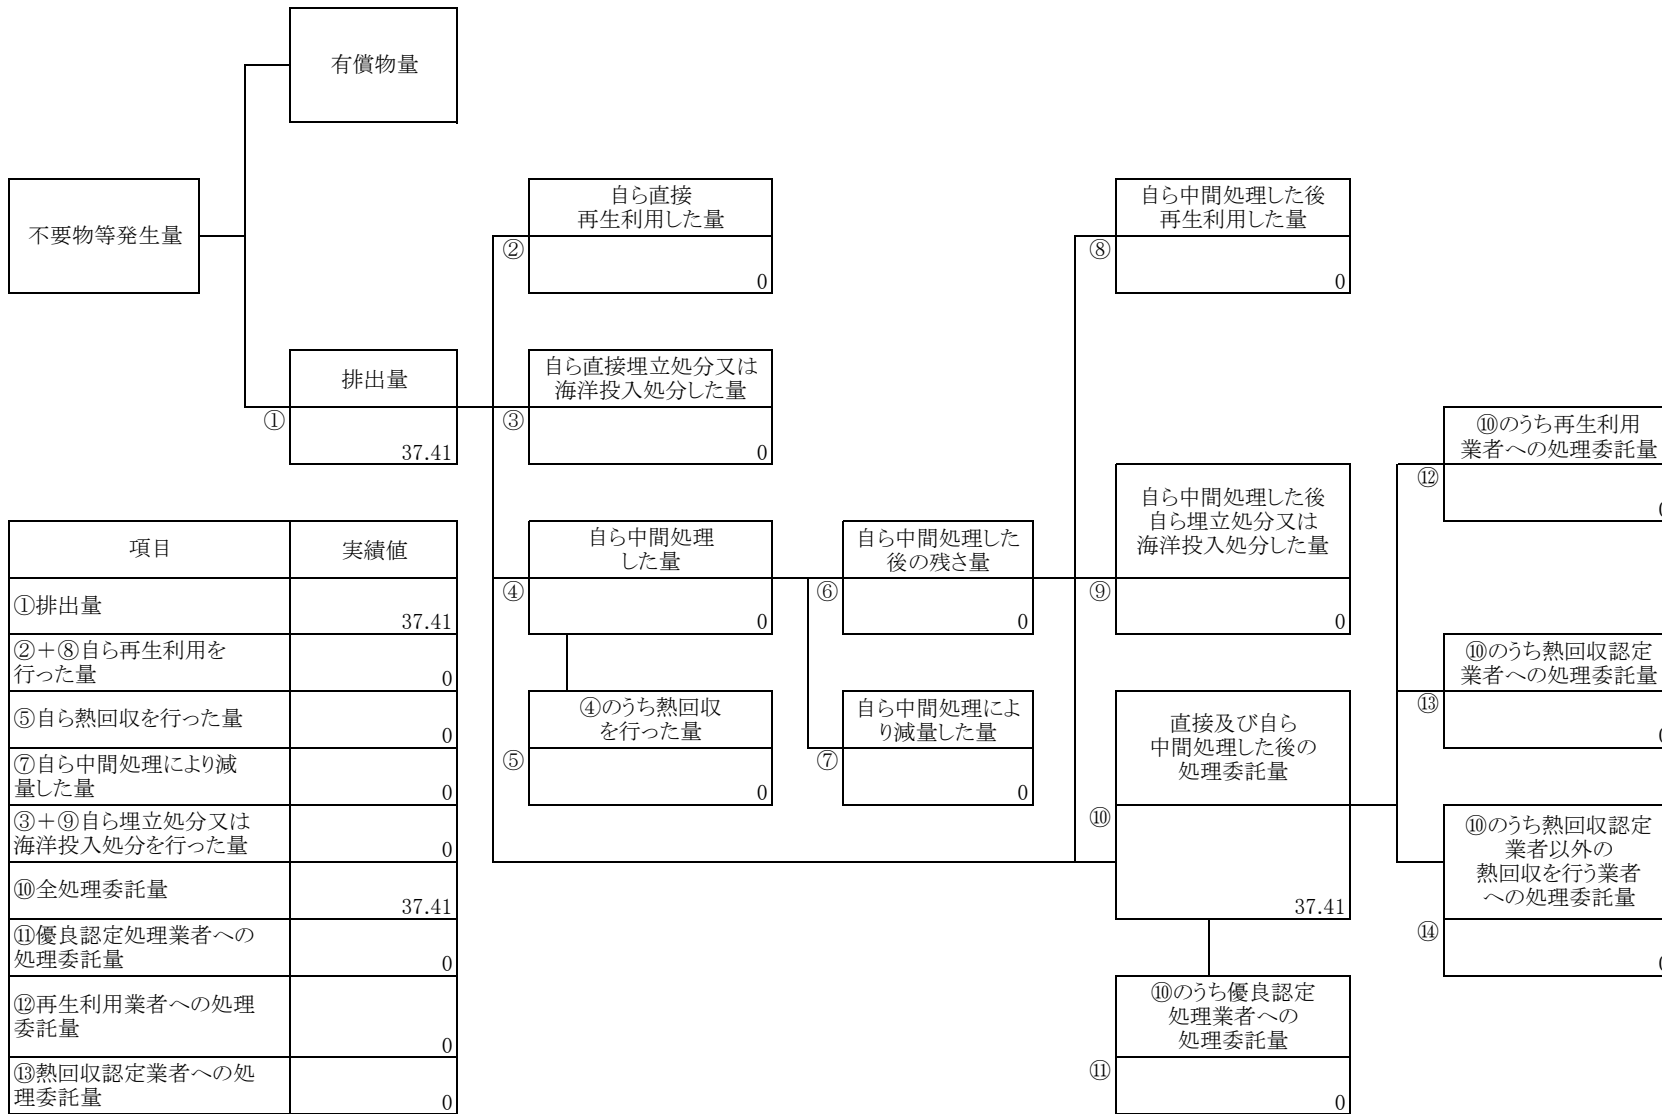 有償物量
不要物等発生量
排出量
①
37.41
自ら直接
再生利用した量
②
0
自ら直接埋立処分又は
海洋投入処分した量
③
0
自ら中間処理
した量
④
0
④のうち熱回収
を行った量
⑤
0
自ら中間処理した
後の残さ量
⑥
0
自ら中間処理によ
り減量した量
⑦
0
自ら中間処理した後
再生利用した量
⑧
0
自ら中間処理した後
自ら埋立処分又は
海洋投入処分した量
⑨
0
直接及び自ら
中間処理した後の
処理委託量
⑩
37.41
⑩のうち優良認定
処理業者への
処理委託量
⑪
0
⑩のうち再生利用
業者への処理委託量
⑫
0
⑩のうち熱回収認定
業者への処理委託量
⑬
0
⑩のうち熱回収認定
業者以外の
熱回収を行う業者
への処理委託量
⑭
0
項目 実績値
①排出量 37.41
②＋⑧自ら再生利用を
行った量 0
⑤自ら熱回収を行った量 0
⑦自ら中間処理により減
量した量 0
③＋⑨自ら埋立処分又は
海洋投入処分を行った量 0
⑩全処理委託量 37.41
⑪優良認定処理業者への
処理委託量 0
⑫再生利用業者への処理
委託量 0
⑬熱回収認定業者への処
理委託量 0